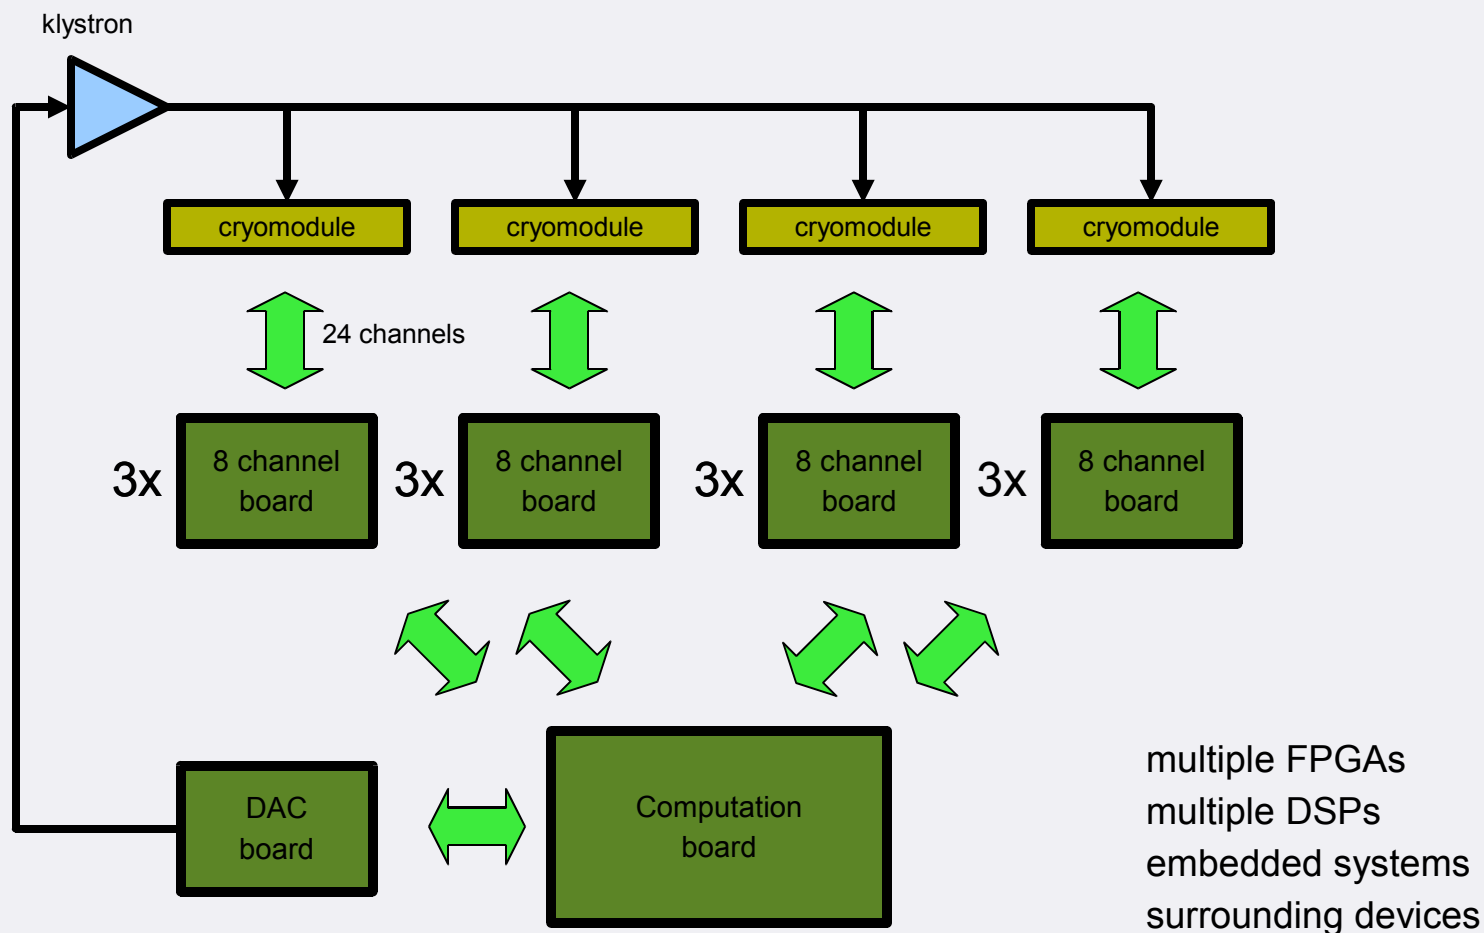 klystron
cryomodule
cryomodule
cryomodule
cryomodule
24 channels
3x
8 channel
board
3x
8 channel
board
3x
8 channel
board
3x
8 channel
board
DAC
board
Computation
board
multiple FPGAs
multiple DSPs
embedded systems
surrounding devices